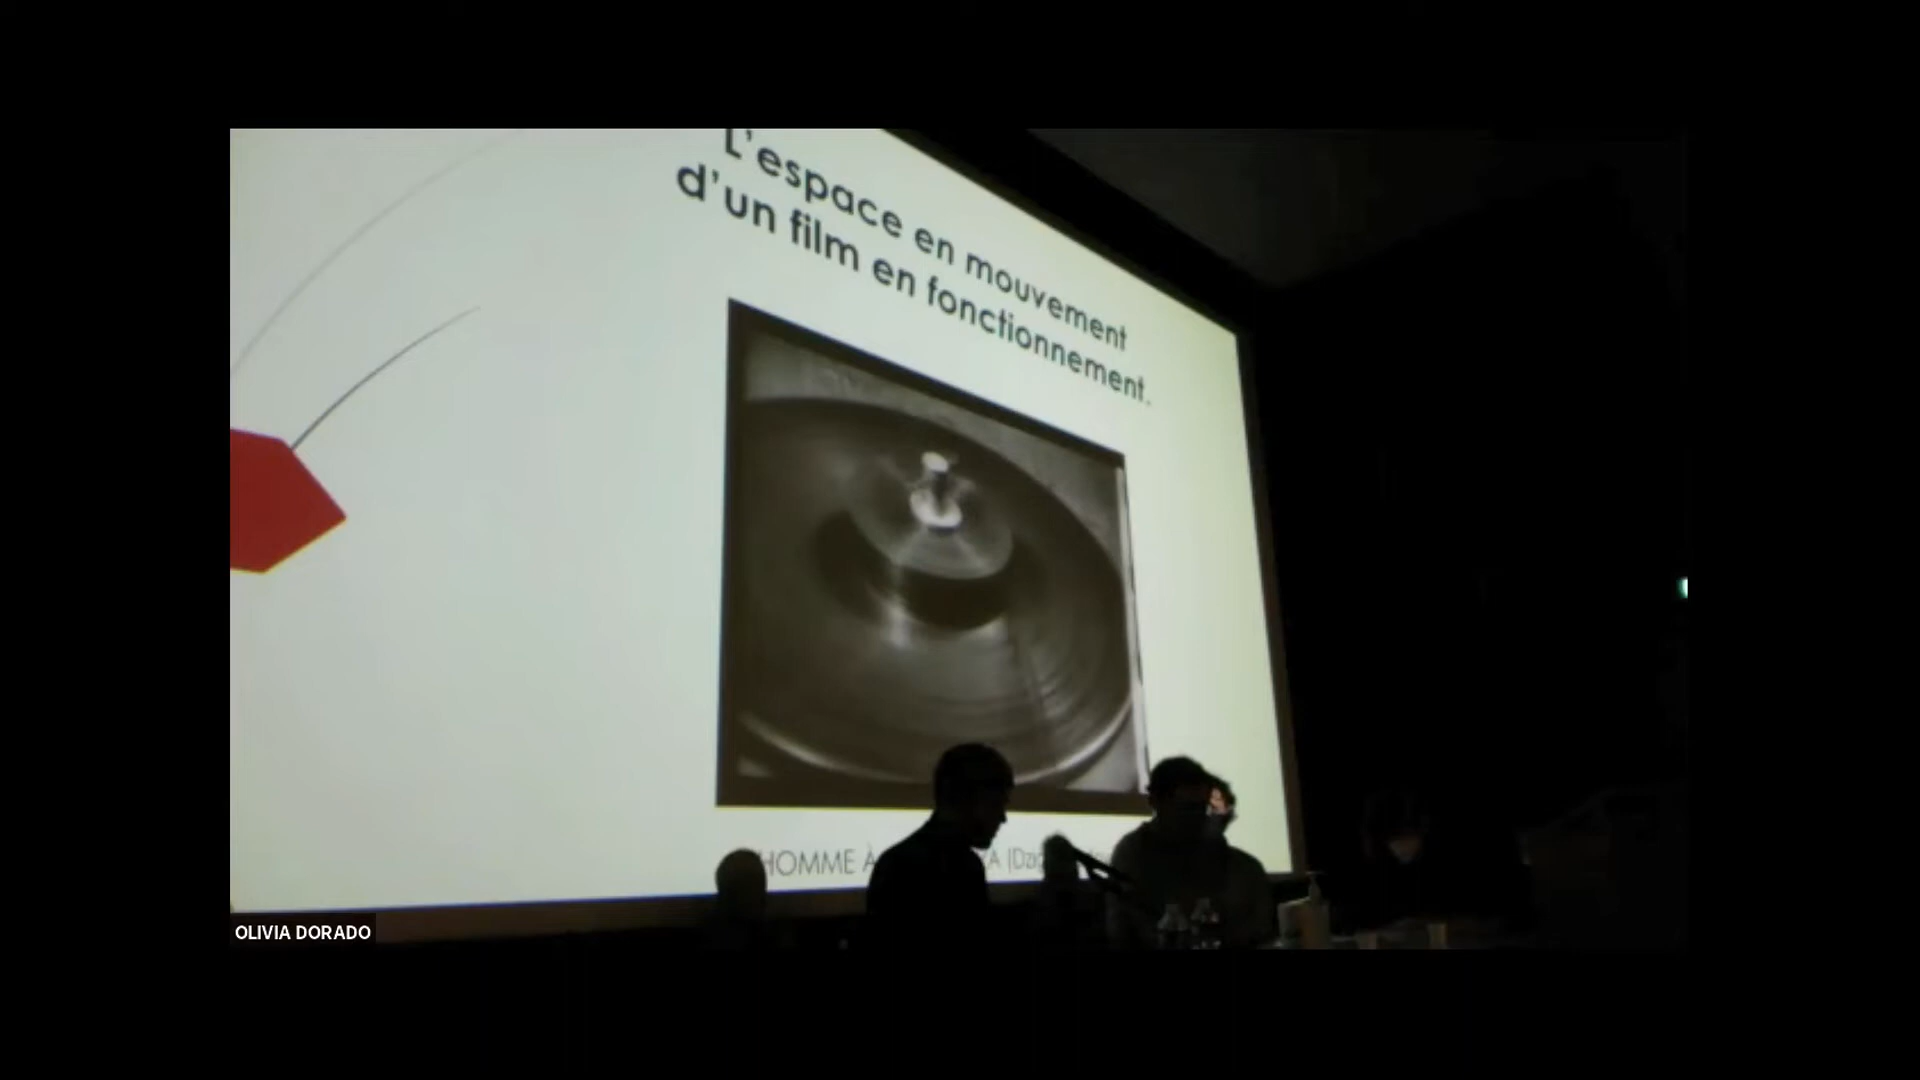 L'espace en mouvement
d'un film en fonctionnement.
HOMME À
OLIVIA DORADO